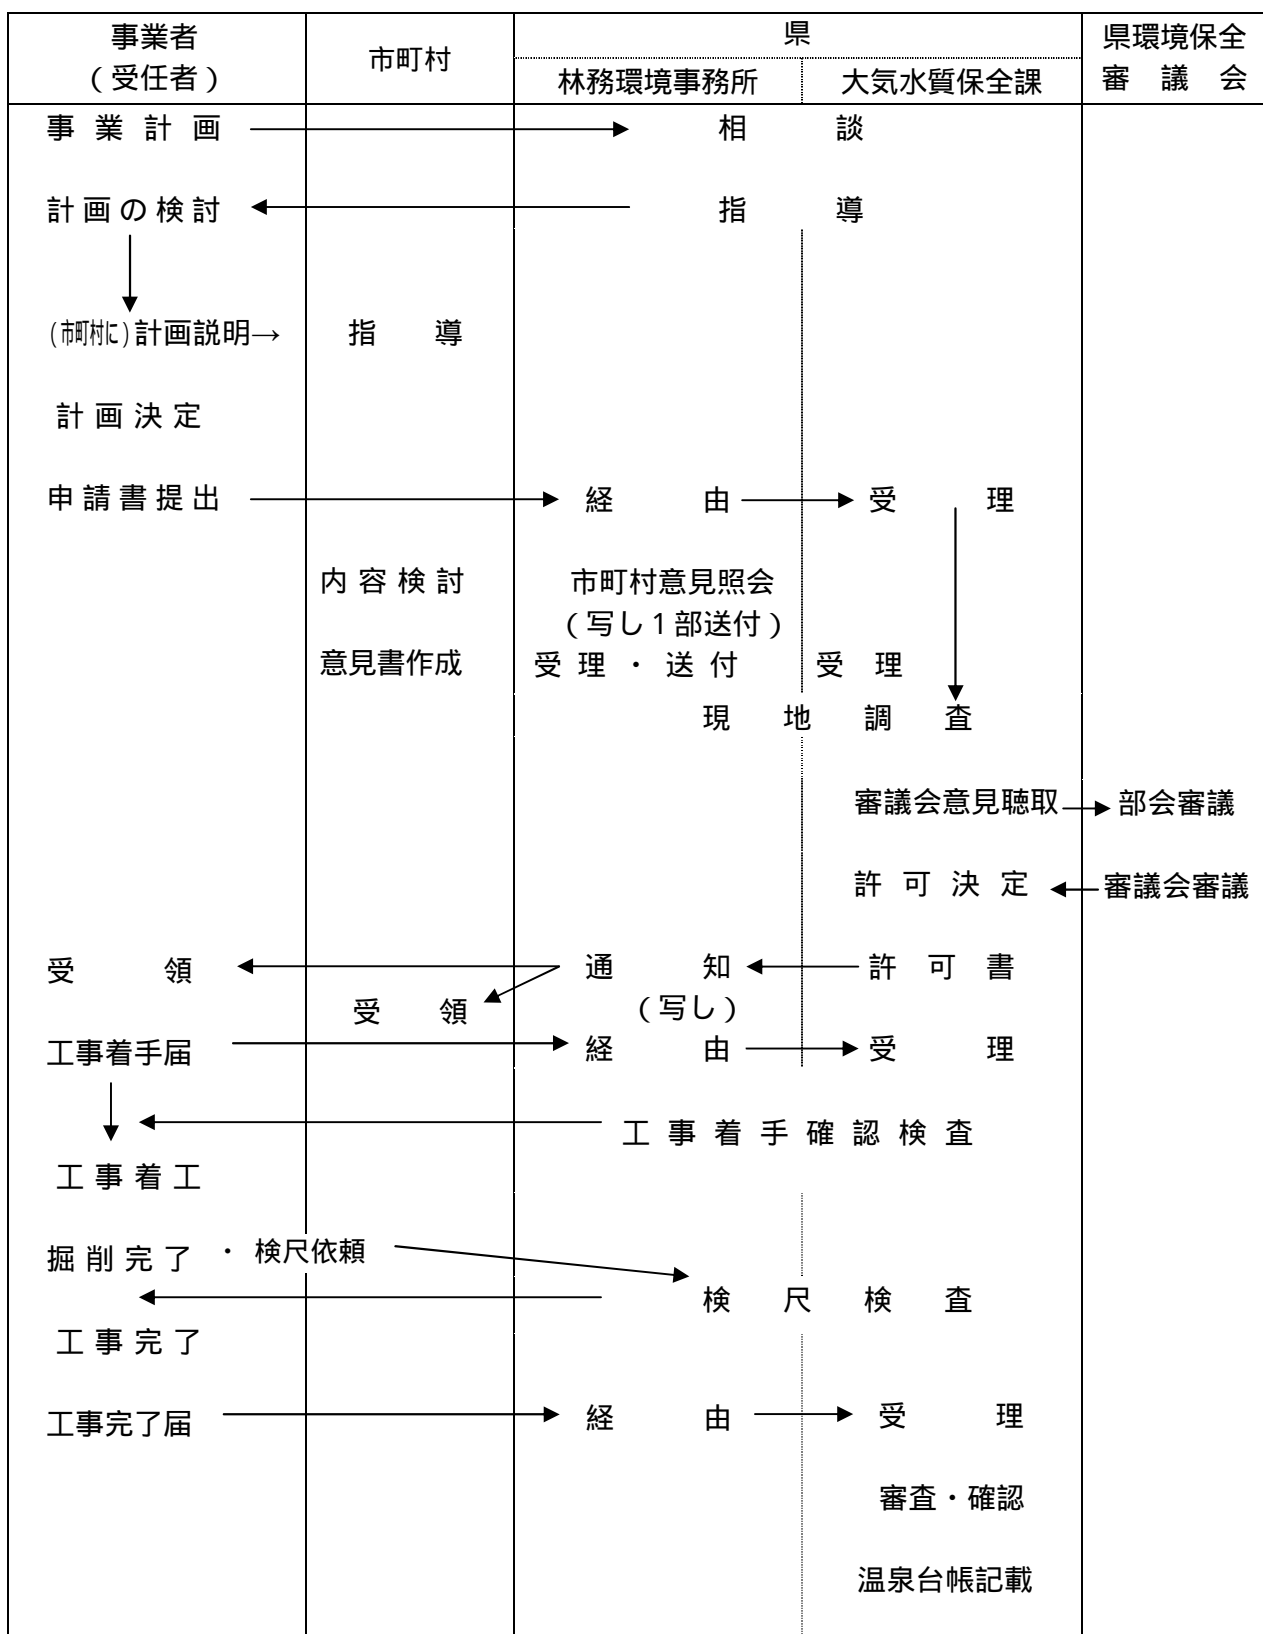 事業者
（受任者）
市町村
県
林務環境事務所
大気水質保全課
県環境保全
審議会
事業計画
相談
計画の検討
指導
(市町村に)計画説明→
指導
計画決定
申請書提出
経由
受理
内容検討
市町村意見照会
（写し１部送付）
意見書作成
受理・送付
受理
現地調査
審議会意見聴取
部会審議
許可決定
審議会審議
受領
通知
許可書
受領
（写し）
工事着手届
経由
受理
工事着手確認検査
工事着工
掘削完了・検尺依頼
検尺検査
工事完了
工事完了届
経由
受理
審査・確認
温泉台帳記載